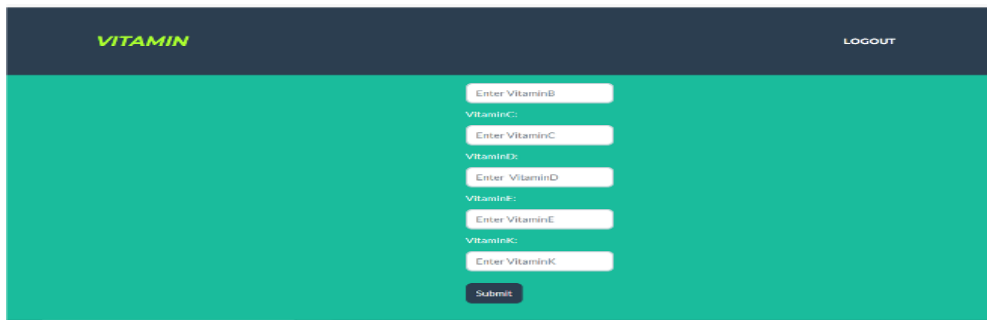 VITAMIN
LOGOUT
Enter VitaminB
VitaminC:
Enter VitaminC
VitaminD:
Enter VitaminD
VitaminE:
Enter VitaminE
VitaminK:
Enter VitaminK
Submit